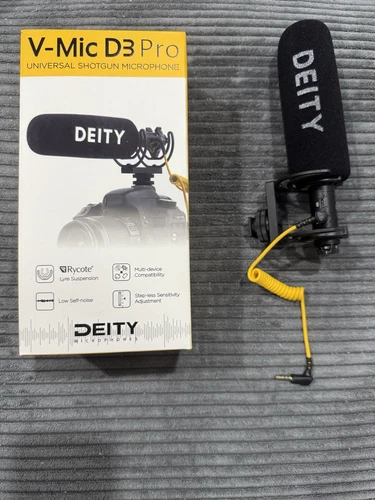 V-Mic D3 Pro
UNIVERSAL SHOTGUN MICROPHONE
DEITY
Rycote®
Lyre Suspension
Multi-device
Compatibility
Low Self-noise
Step-less Sensitivity
Adjustment
DEITY
MICROPHONES
DEITY